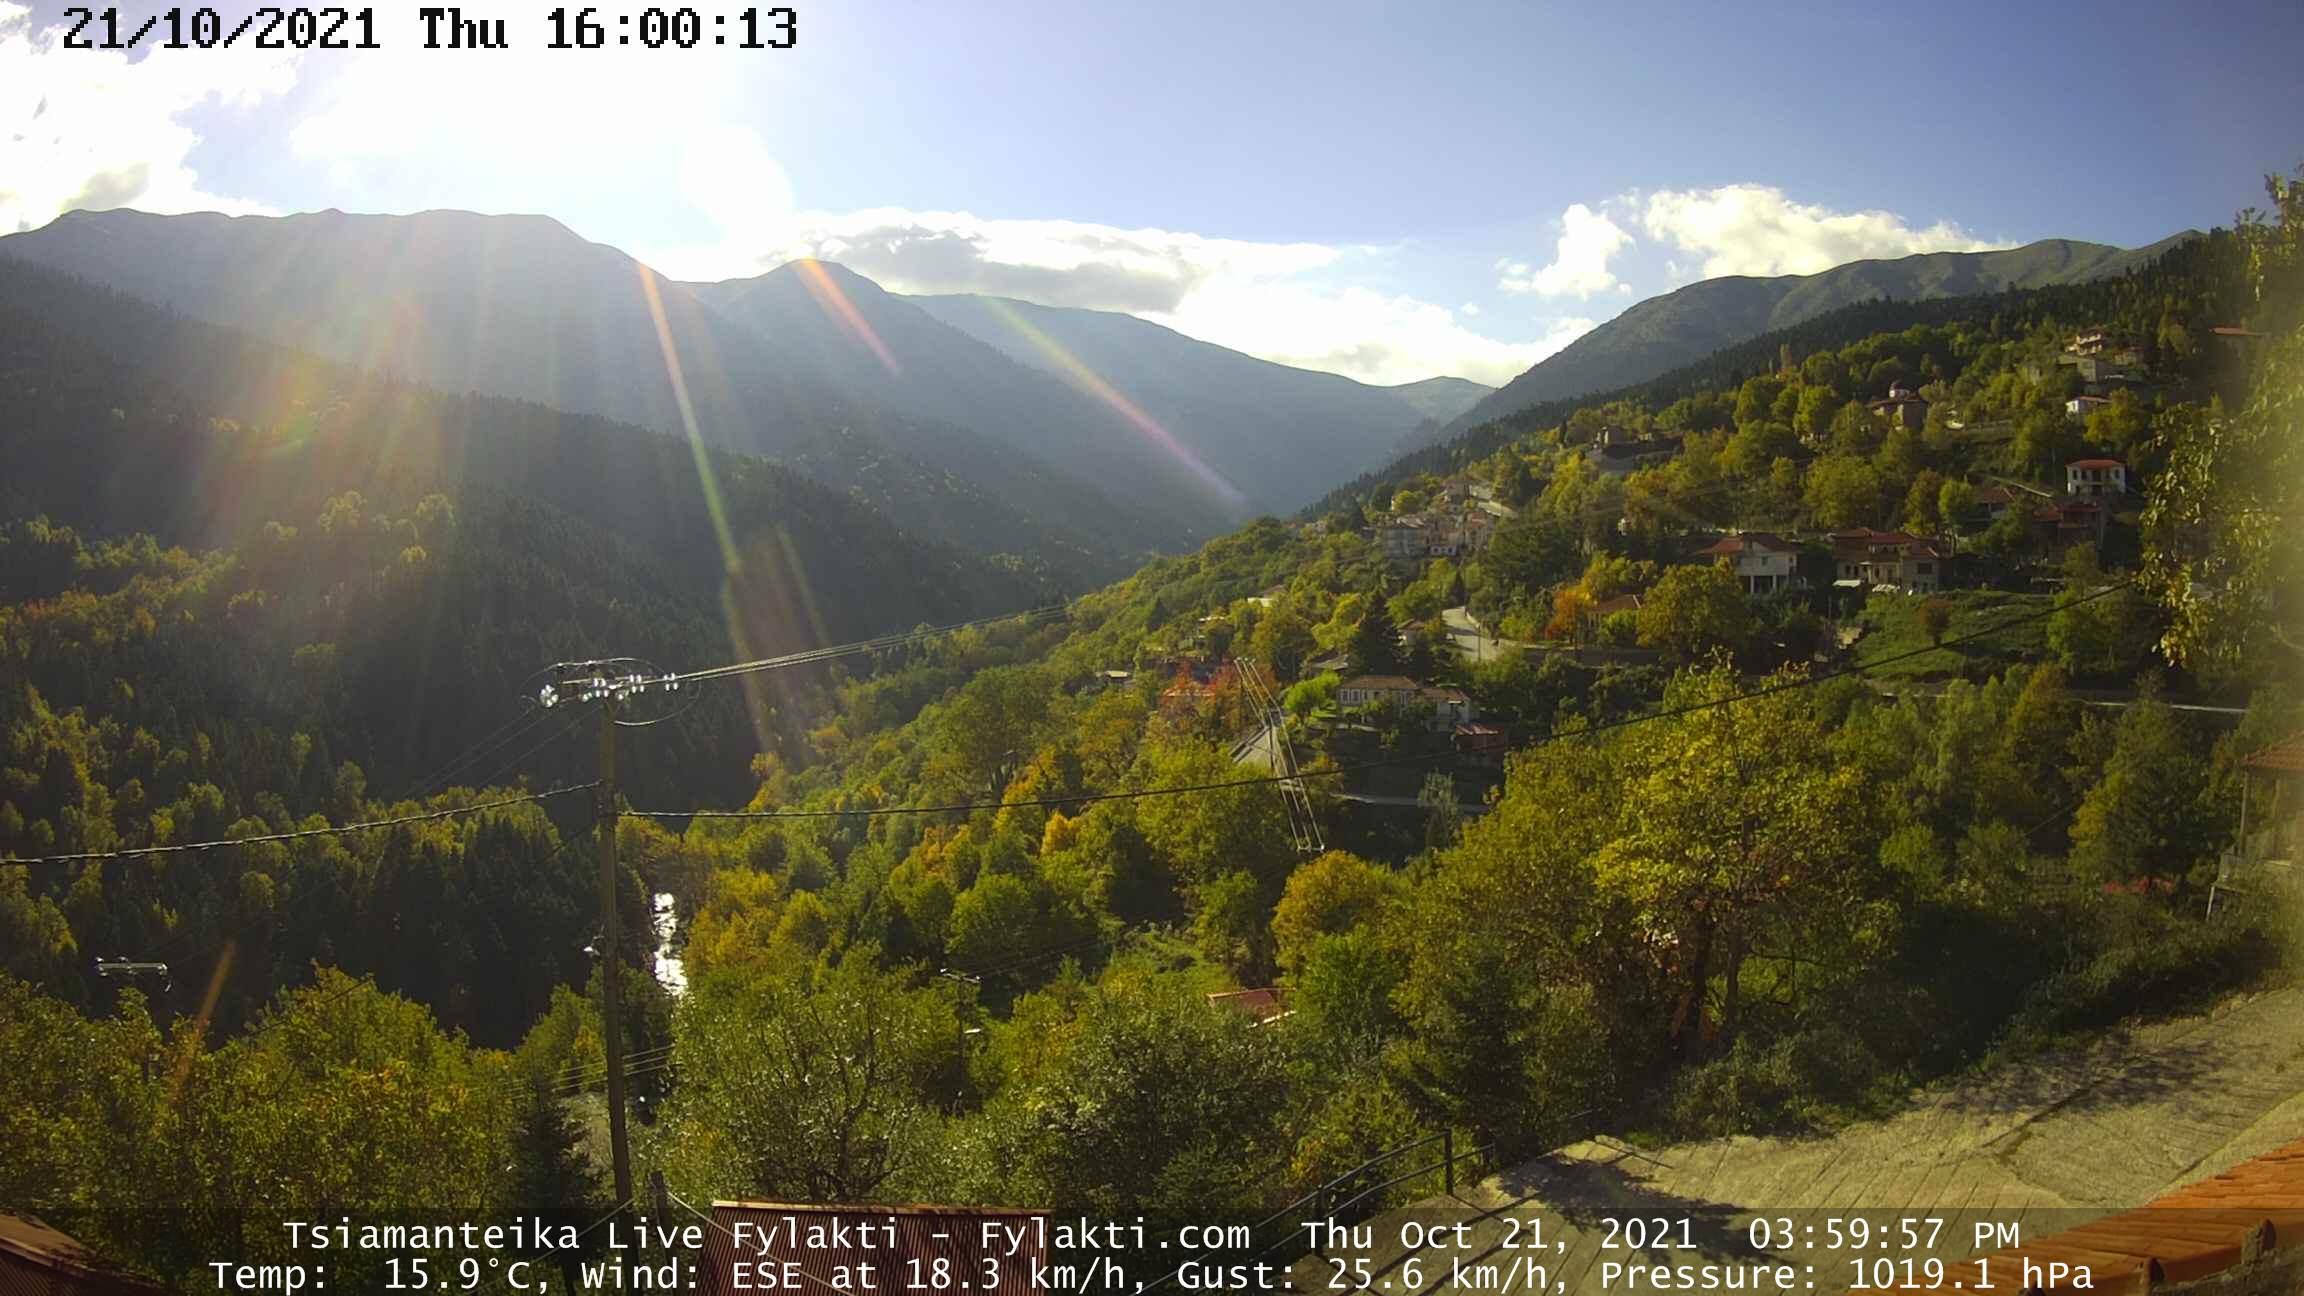 21/10/2021 Thu 16:00:13
Tsiamanteika Live Fylakti - Fylakti.com  Thu Oct 21, 2021  03:59:57 PM
Temp:  15.9°C, Wind: ESE at 18.3 km/h, Gust: 25.6 km/h, Pressure: 1019.1 hPa